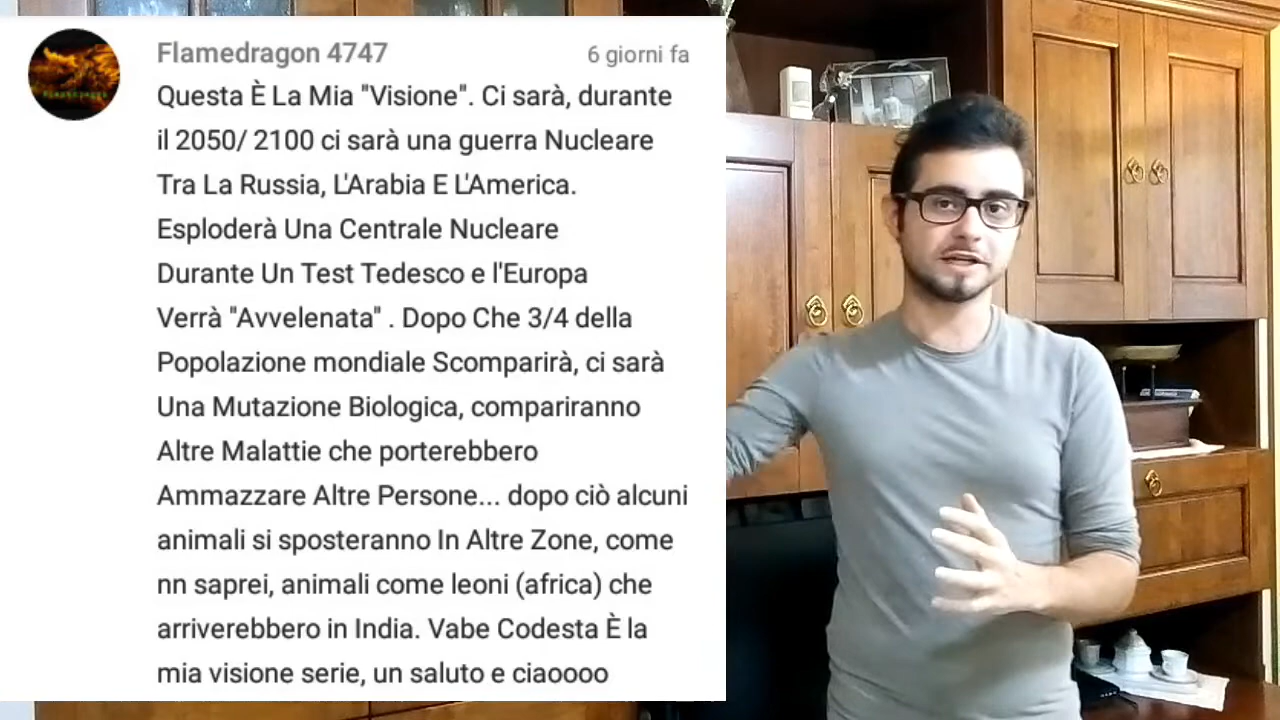 Flamedragon 4747
6 giorni fa
Questa È La Mia "Visione". Ci sarà, durante
il 2050/ 2100 ci sarà una guerra Nucleare
Tra La Russia, L'Arabia E L'America.
Esploderà Una Centrale Nucleare
Durante Un Test Tedesco e l'Europa
Verrà "Avvelenata" . Dopo Che 3/4 della
Popolazione mondiale Scomparirà, ci sarà
Una Mutazione Biologica, compariranno
Altre Malattie che porterebbero
Ammazzare Altre Persone... dopo ciò alcuni
animali si sposteranno In Altre Zone, come
nn saprei, animali come leoni (africa) che
arriverebbero in India. Vabe Codesta È la
mia visione serie, un saluto e ciaoooo